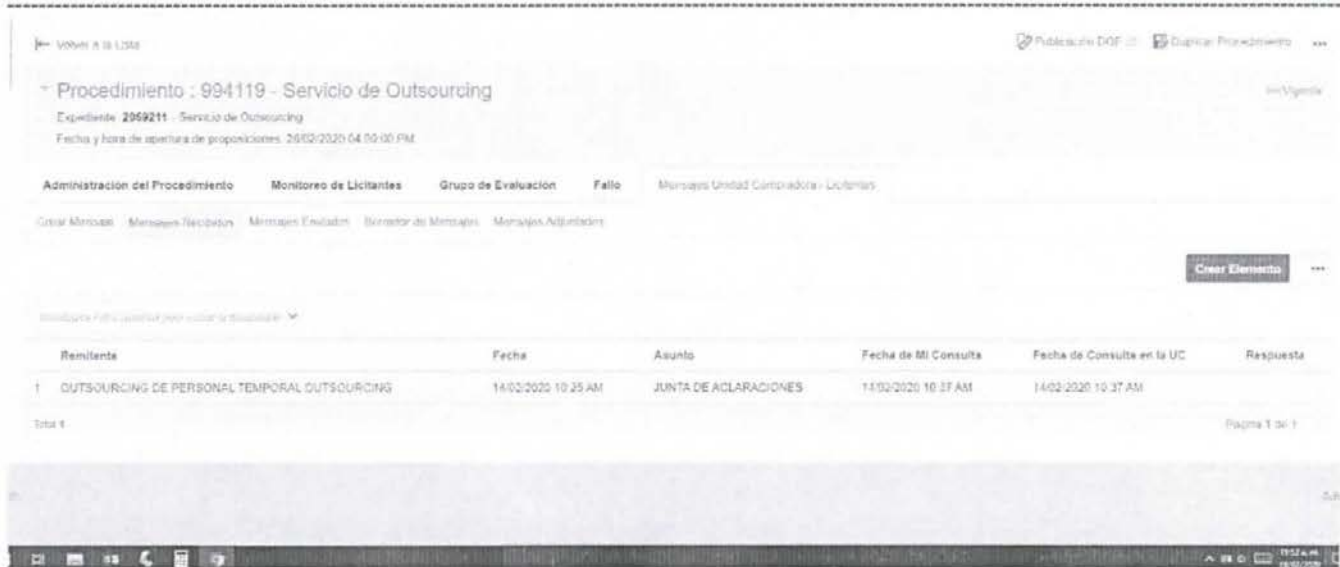 Volver a la Lista
Publicación DOF Duplicar Procedimiento ...
Procedimiento : 994119 - Servicio de Outsourcing
Vigente
Expediente 2059211 - Servicio de Outsourcing
Fecha y hora de apertura de proposiciones: 26/02/2020 04:00:00 PM
Administración del Procedimiento Monitoreo de Licitantes Grupo de Evaluación Fallo Mensajes Unidad Compradora - Licitantes
Crear Mensaje Mensajes Recibidos Mensajes Enviados Borrador de Mensajes Mensajes Adjuntados
Crear Elemento ...
Remitente Fecha Asunto Fecha de Mi Consulta Fecha de Consulta en la UC Respuesta
1 OUTSOURCING DE PERSONAL TEMPORAL OUTSOURCING 14/02/2020 10:25 AM JUNTA DE ACLARACIONES 14/02/2020 10:37 AM 14/02/2020 10:37 AM
Total 1 Página 1 de 1